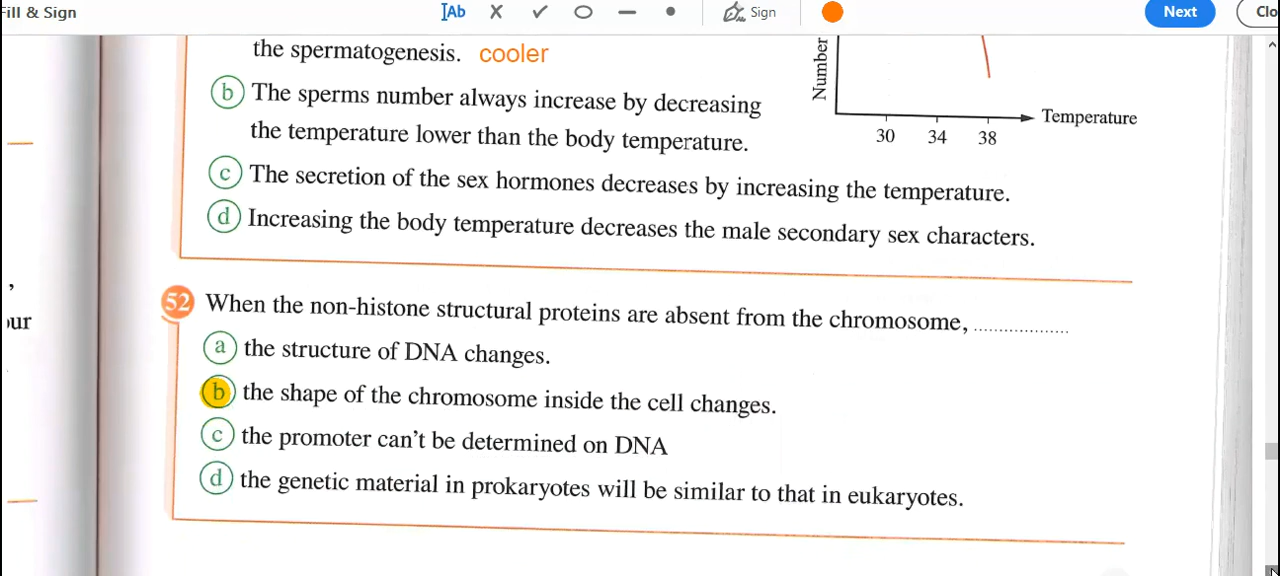 Fill & Sign
Ab
Sign
Next
Clo
the spermatogenesis. cooler
b The sperms number always increase by decreasing
the temperature lower than the body temperature.
c The secretion of the sex hormones decreases by increasing the temperature.
d Increasing the body temperature decreases the male secondary sex characters.
Number
30 34 38
Temperature
,
our
52 When the non-histone structural proteins are absent from the chromosome, ...................
a the structure of DNA changes.
b the shape of the chromosome inside the cell changes.
c the promoter can't be determined on DNA
d the genetic material in prokaryotes will be similar to that in eukaryotes.